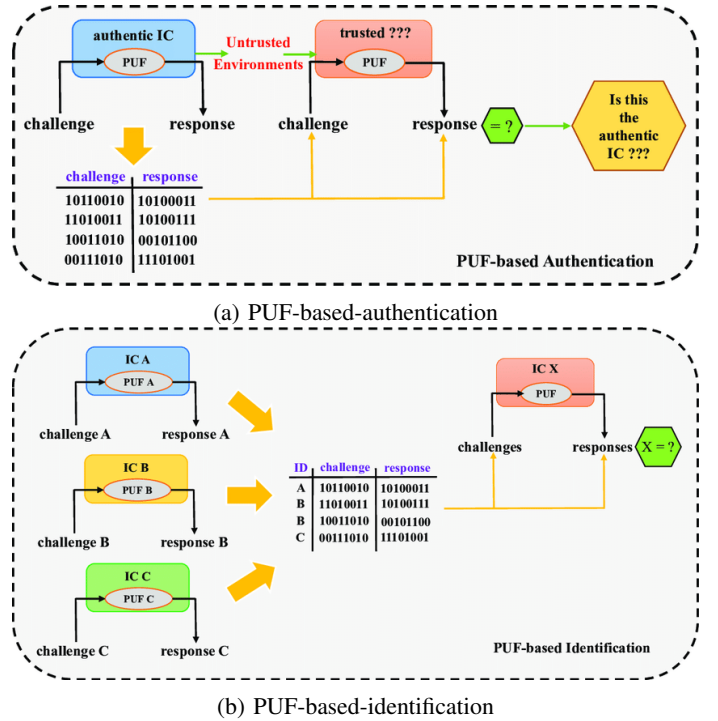 authentic IC
PUF
challenge
response
Untrusted
Environments
trusted ???
PUF
challenge
response
= ?
Is this
the
authentic
IC ???
challenge response
10110010 10100011
11010011 10100111
10011010 00101100
00111010 11101001
PUF-based Authentication
(a) PUF-based-authentication
IC A
PUF A
challenge A
response A
IC B
PUF B
challenge B
response B
IC C
PUF C
challenge C
response C
ID challenge response
A 10110010 10100011
B 11010011 10100111
B 10011010 00101100
C 00111010 11101001
IC X
PUF
challenges
responses
X = ?
PUF-based Identification
(b) PUF-based-identification